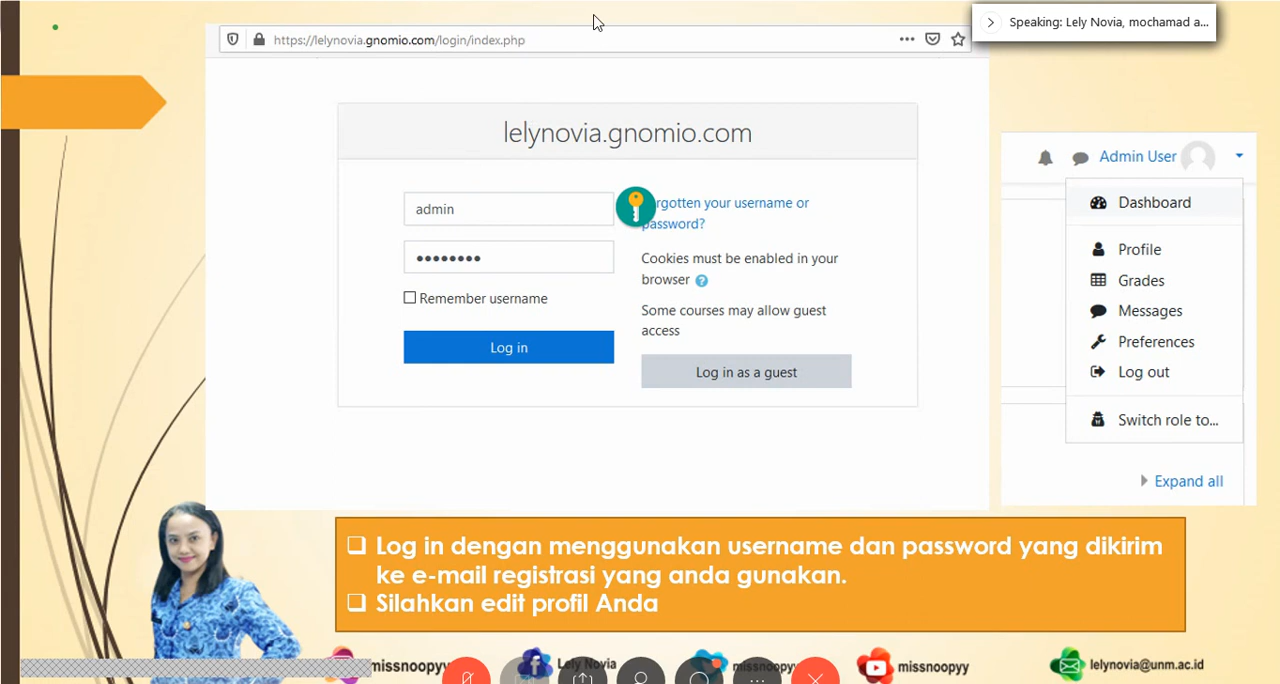 Speaking: Lely Novia, mochamad a...
https://lelynovia.gnomio.com/login/index.php
lelynovia.gnomio.com
admin
rgotten your username or
password?
Cookies must be enabled in your
browser ?
Remember username
Some courses may allow guest
access
Log in
Log in as a guest
Admin User
Dashboard
Profile
Grades
Messages
Preferences
Log out
Switch role to...
Expand all
Log in dengan menggunakan username dan password yang dikirim
ke e-mail registrasi yang anda gunakan.
Silahkan edit profil Anda
missnoopyy
Lely Novia
missnoopy
missnoopyy
lelynovia@unm.ac.id